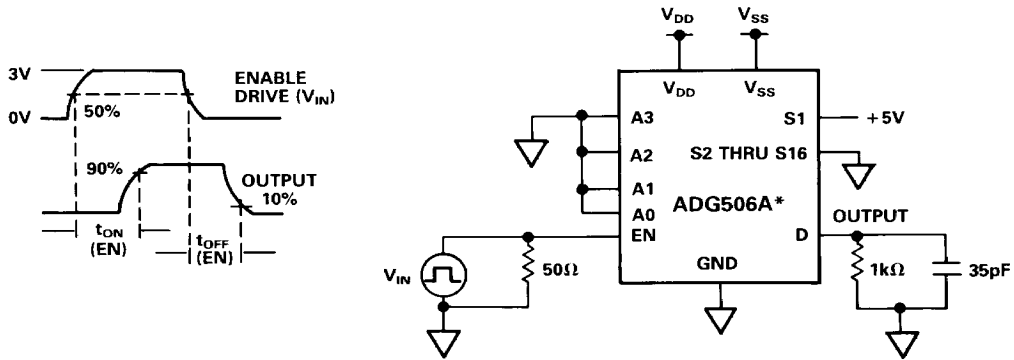 3V
0V
50%
ENABLE
DRIVE (VIN)
90%
OUTPUT
10%
tON
(EN)
tOFF
(EN)
VDD
VSS
VDD
VSS
A3
A2
A1
A0
EN
S1
S2 THRU S16
ADG506A*
D
GND
+5V
OUTPUT
VIN
50Ω
1kΩ
35pF